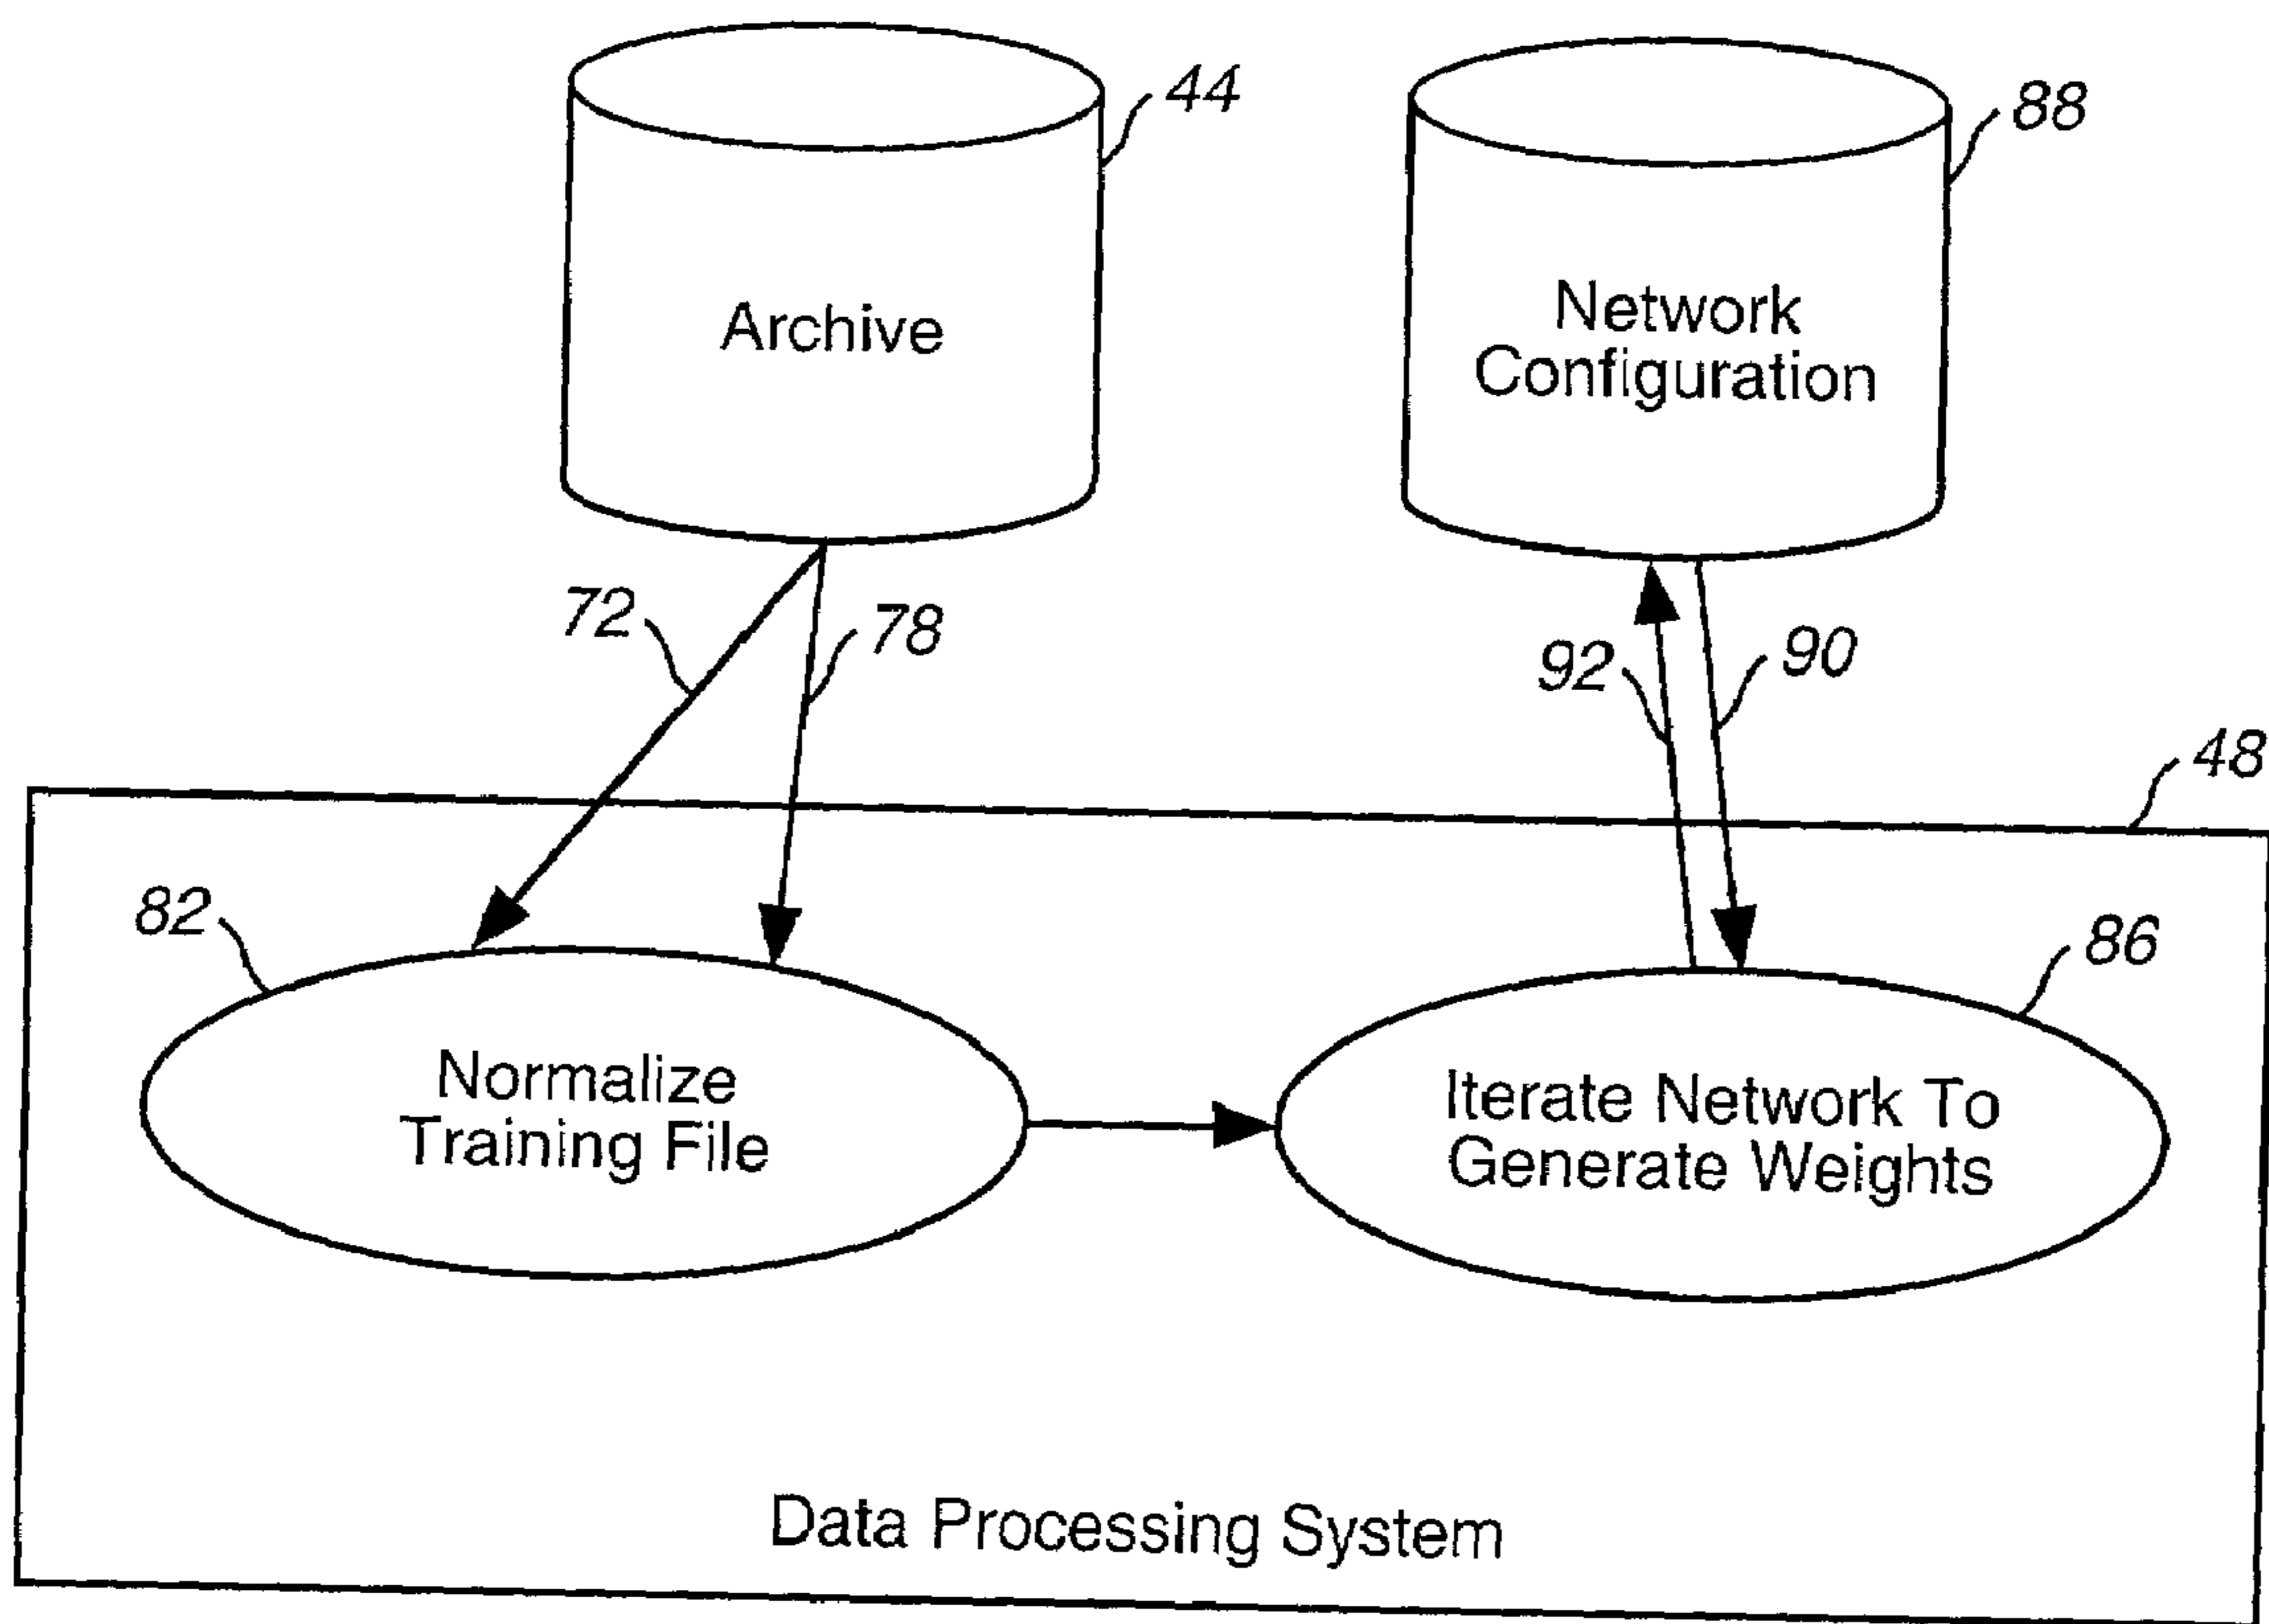 44
88
Archive
Network
Configuration
72
78
92
90
48
82
86
Normalize
Training File
Iterate Network To
Generate Weights
Data Processing System